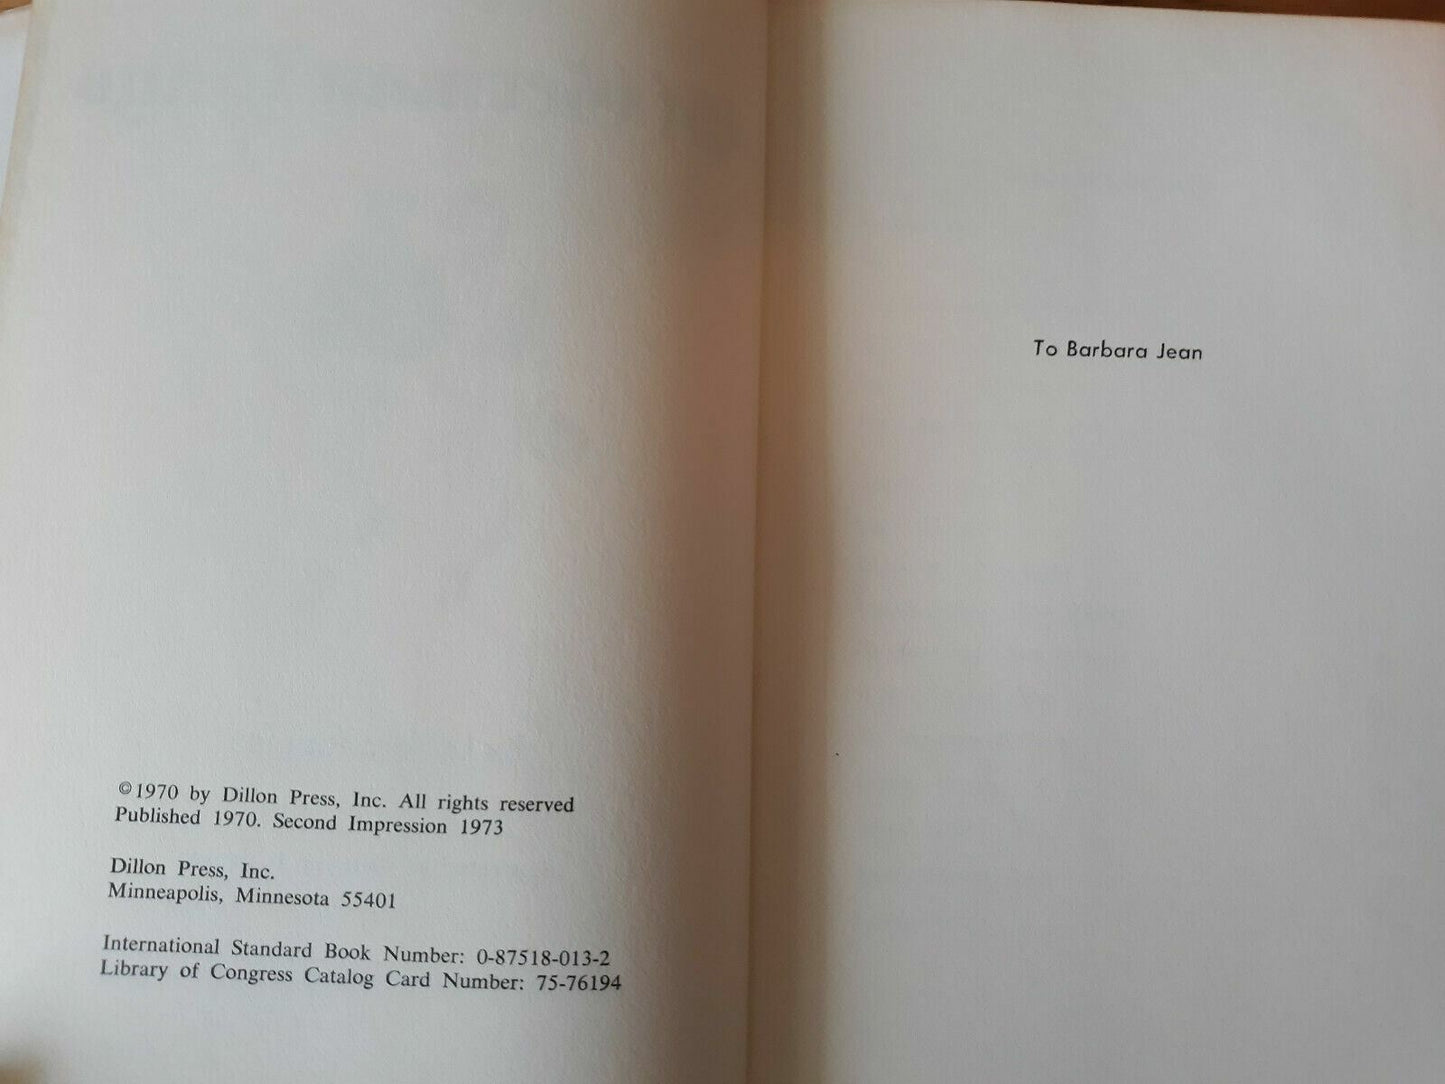 ©1970 by Dillon Press, Inc. All rights reserved
Published 1970. Second Impression 1973
Dillon Press, Inc.
Minneapolis, Minnesota 55401
International Standard Book Number: 0-87518-013-2
Library of Congress Catalog Card Number: 75-76194
To Barbara Jean